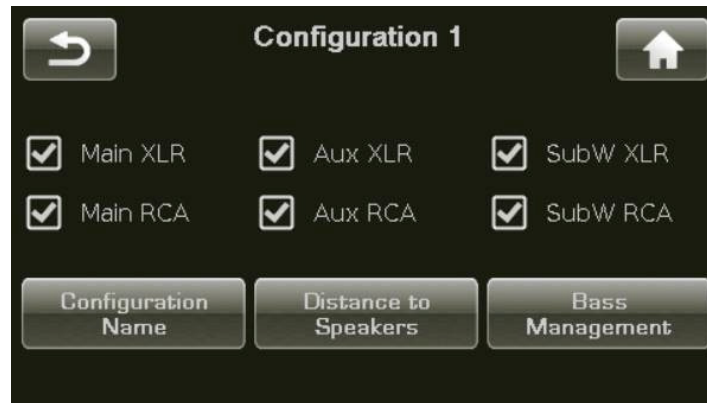 Configuration 1
Main XLR
Aux XLR
SubW XLR
Main RCA
Aux RCA
SubW RCA
Configuration
Name
Distance to
Speakers
Bass
Management